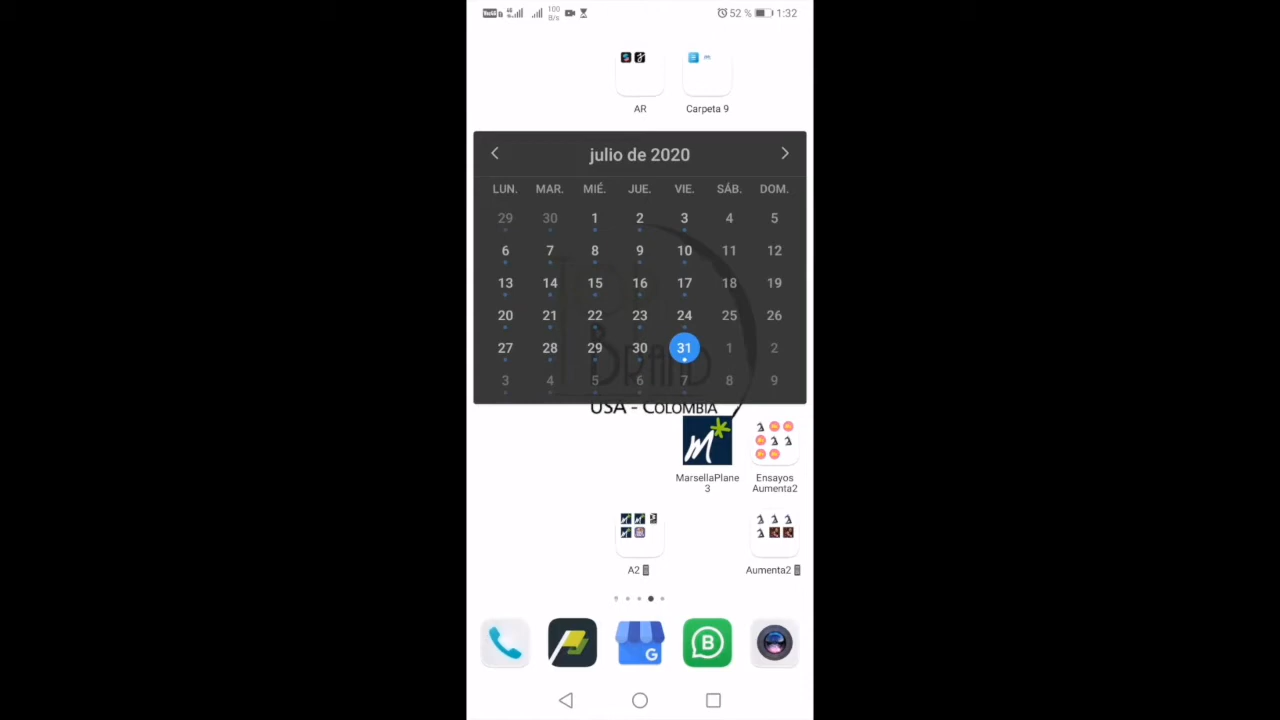 100
B/s
52 %
1:32
AR
Carpeta 9
julio de 2020
LUN. MAR. MIÉ. JUE. VIE. SÁB. DOM.
29 30 1 2 3 4 5
6 7 8 9 10 11 12
13 14 15 16 17 18 19
20 21 22 23 24 25 26
27 28 29 30 31 1 2
3 4 5 6 7 8 9
Brand
USA - Colombia
m
MarsellaPlane
3
Ensayos
Aumenta2
A2
Aumenta2
G
B